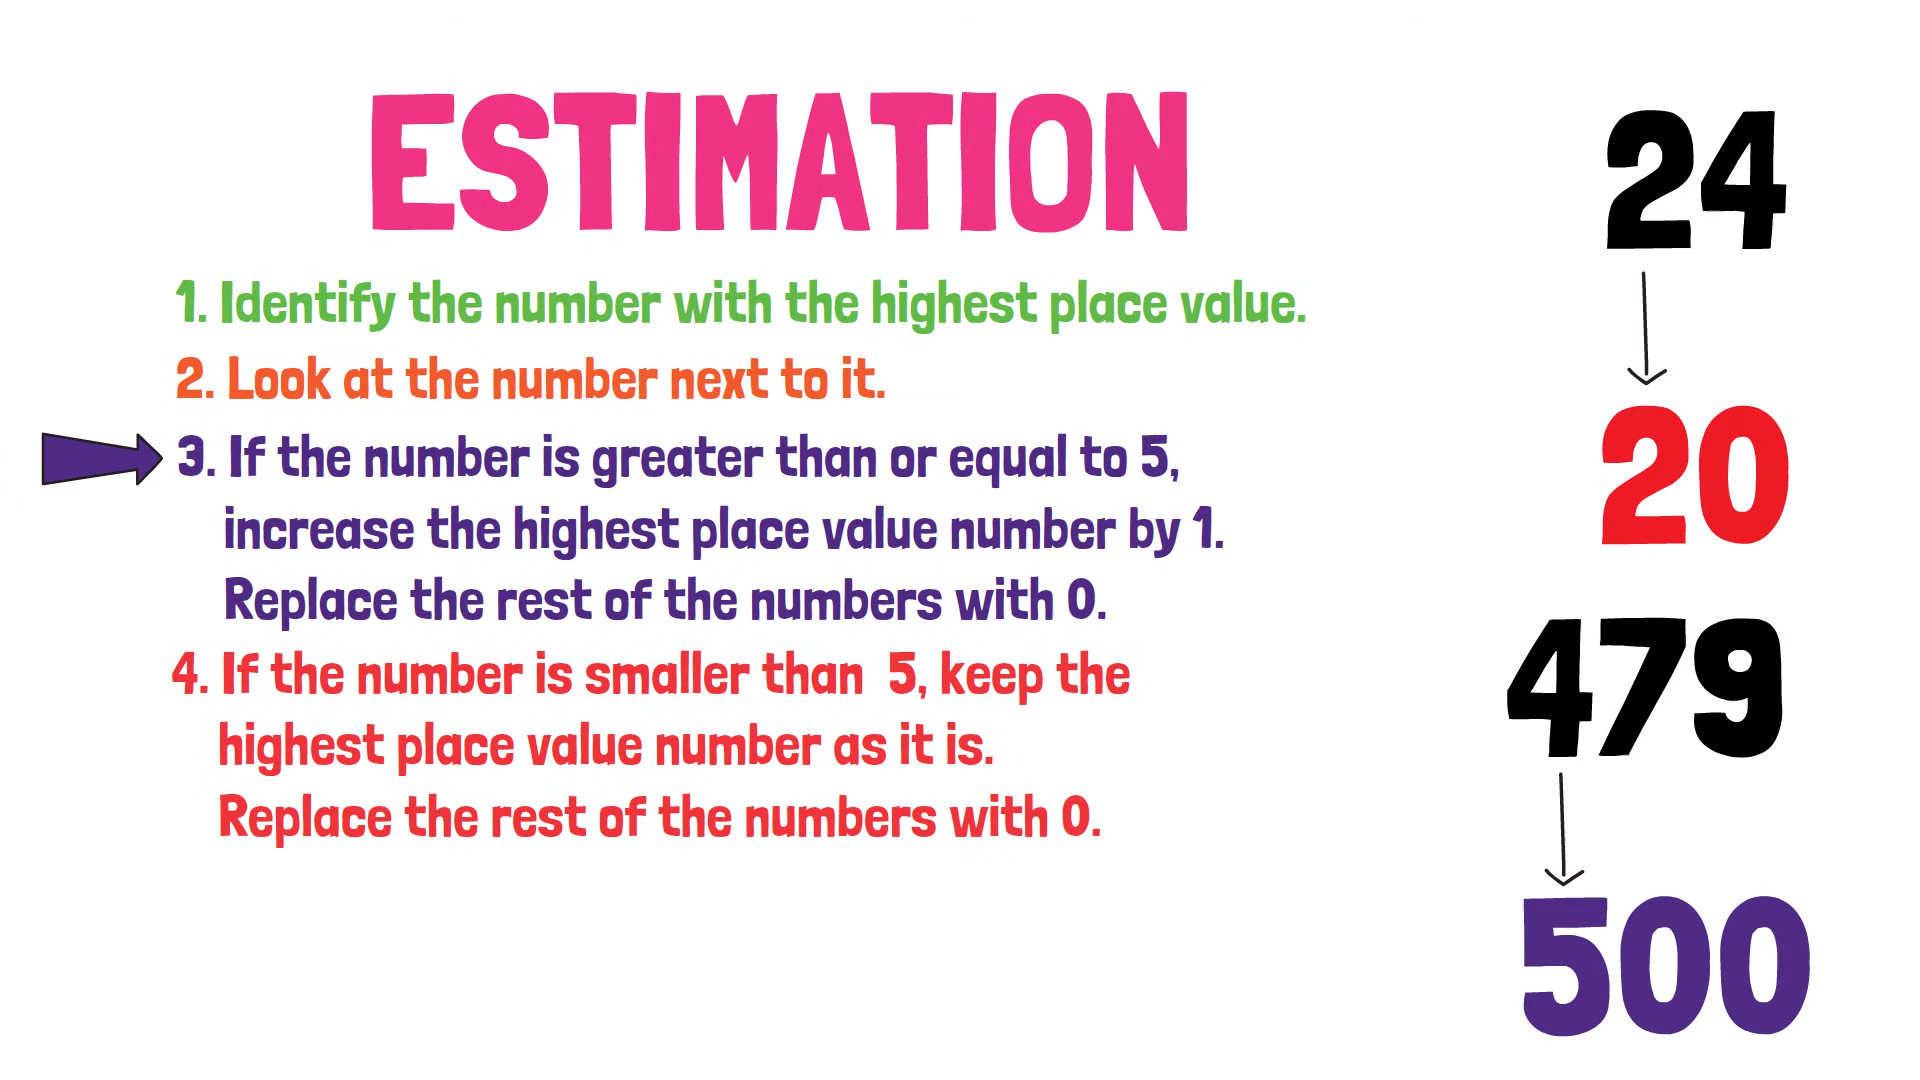 ESTIMATION
1. Identify the number with the highest place value.
2. Look at the number next to it.
3. If the number is greater than or equal to 5,
increase the highest place value number by 1.
Replace the rest of the numbers with 0.
4. If the number is smaller than 5, keep the
highest place value number as it is.
Replace the rest of the numbers with 0.
24
20
479
500